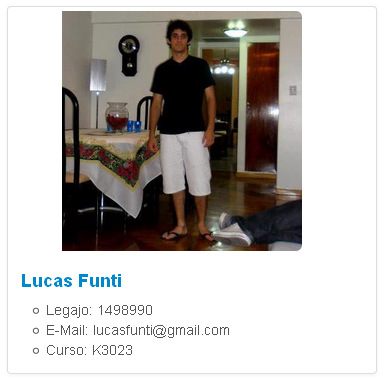 Lucas Funti
Legajo: 1498990
E-Mail: lucasfunti@gmail.com
Curso: K3023